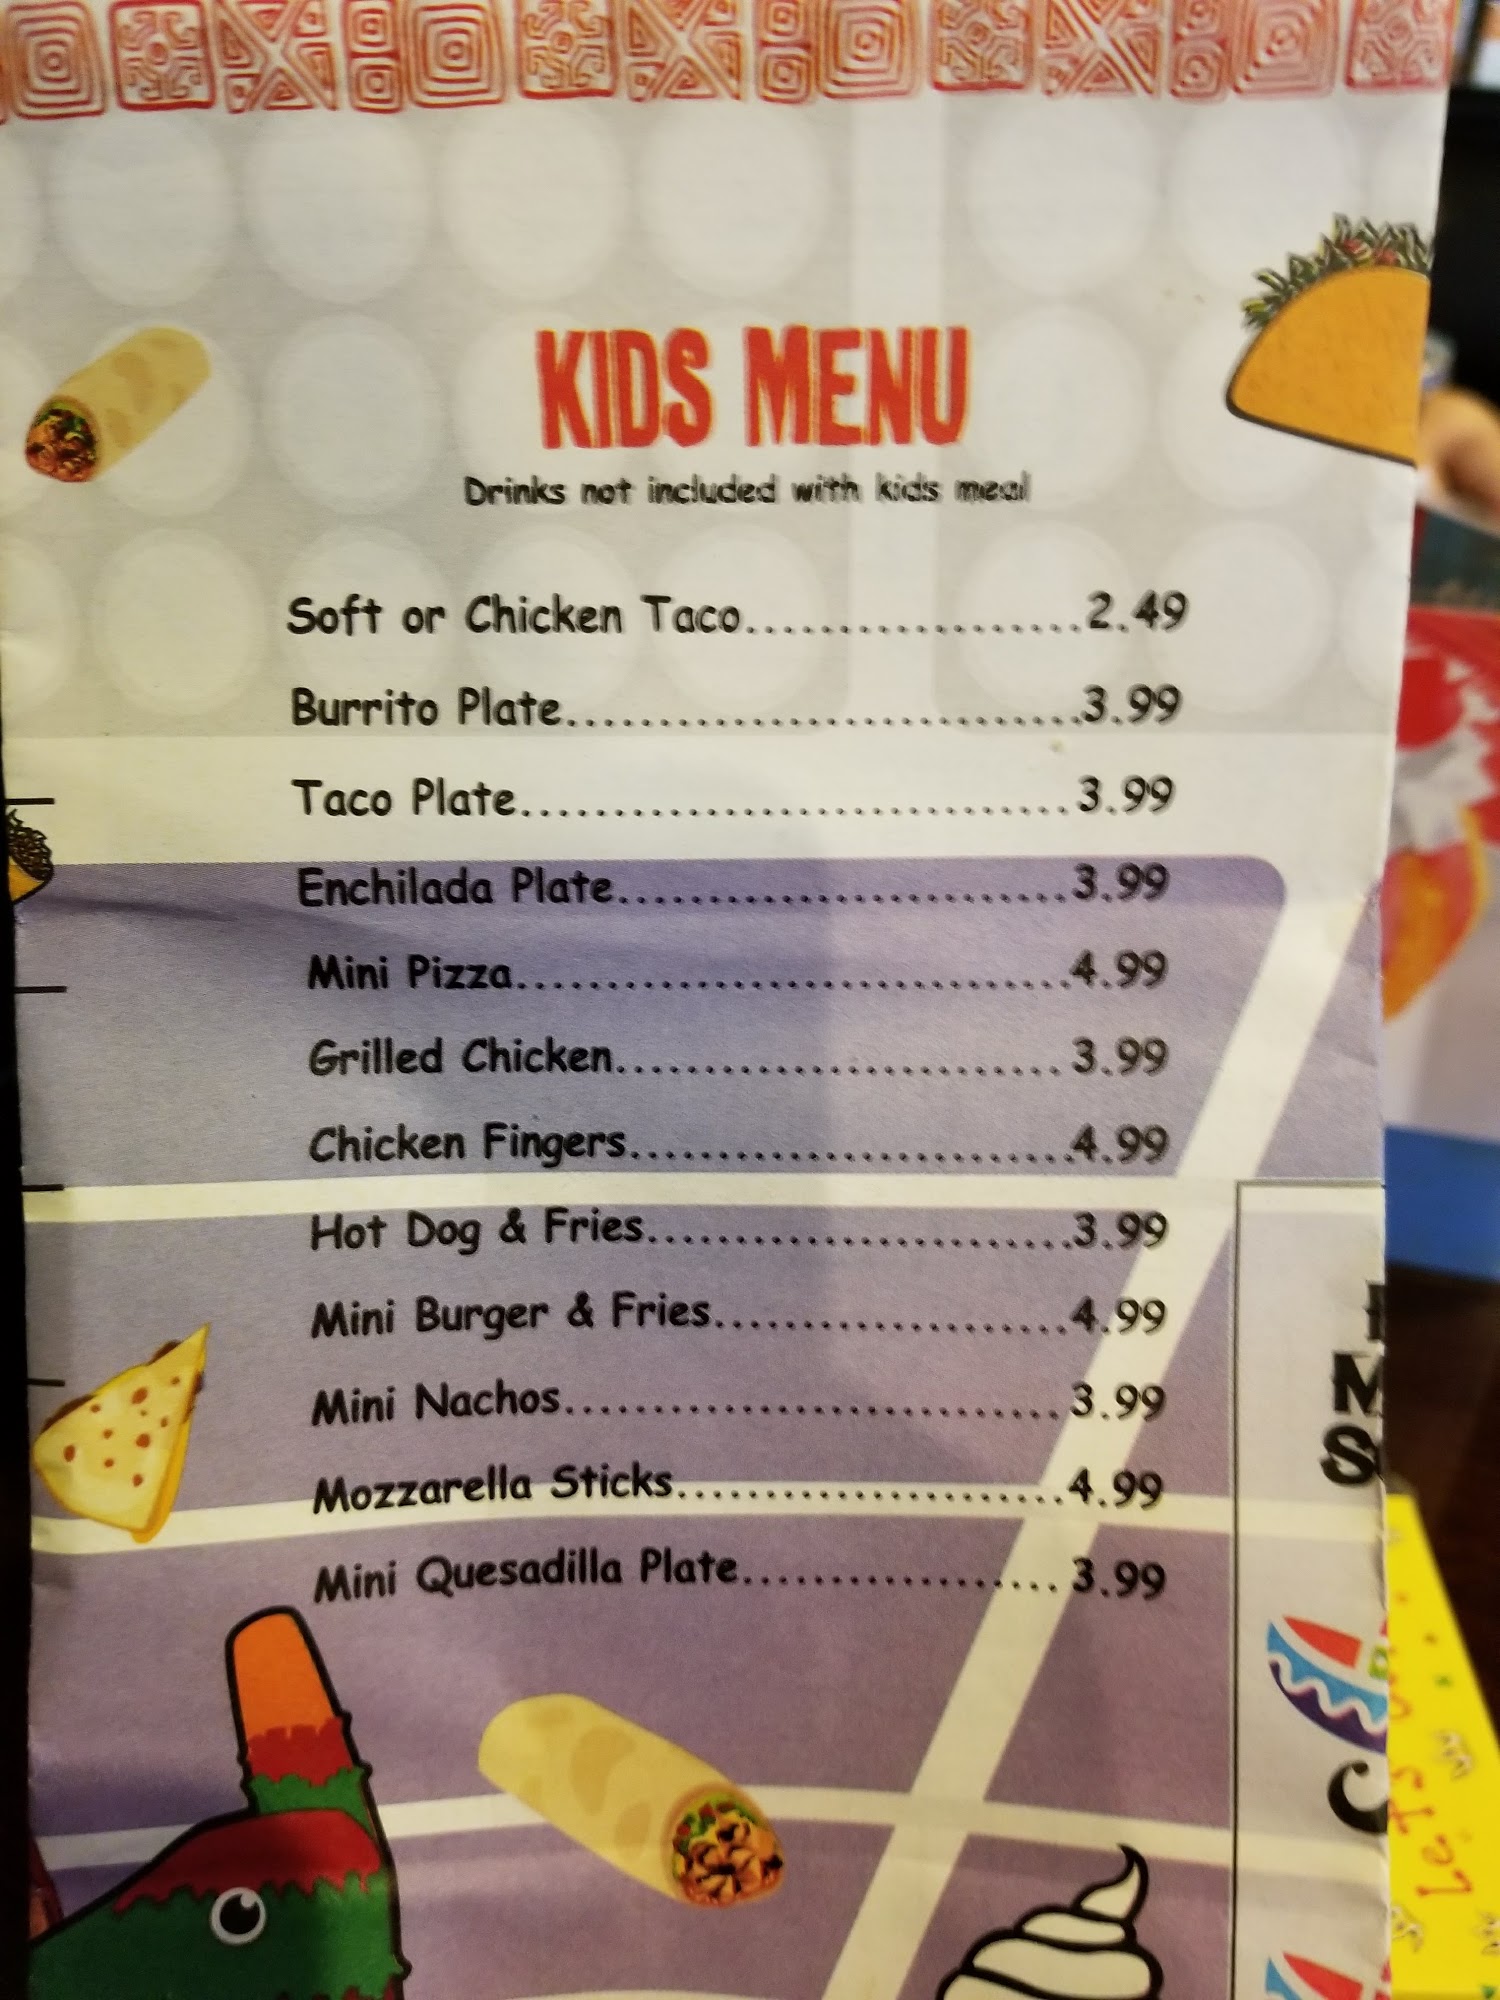 KIDS MENU
Drinks not included with kids meal
Soft or Chicken Taco..................2.49
Burrito Plate............................3.99
Taco Plate..............................3.99
Enchilada Plate.........................3.99
Mini Pizza..............................4.99
Grilled Chicken........................3.99
Chicken Fingers........................4.99
Hot Dog & Fries.......................3.99
Mini Burger & Fries...................4.99
Mini Nachos...........................3.99
Mozzarella Sticks.....................4.99
Mini Quesadilla Plate.................3.99